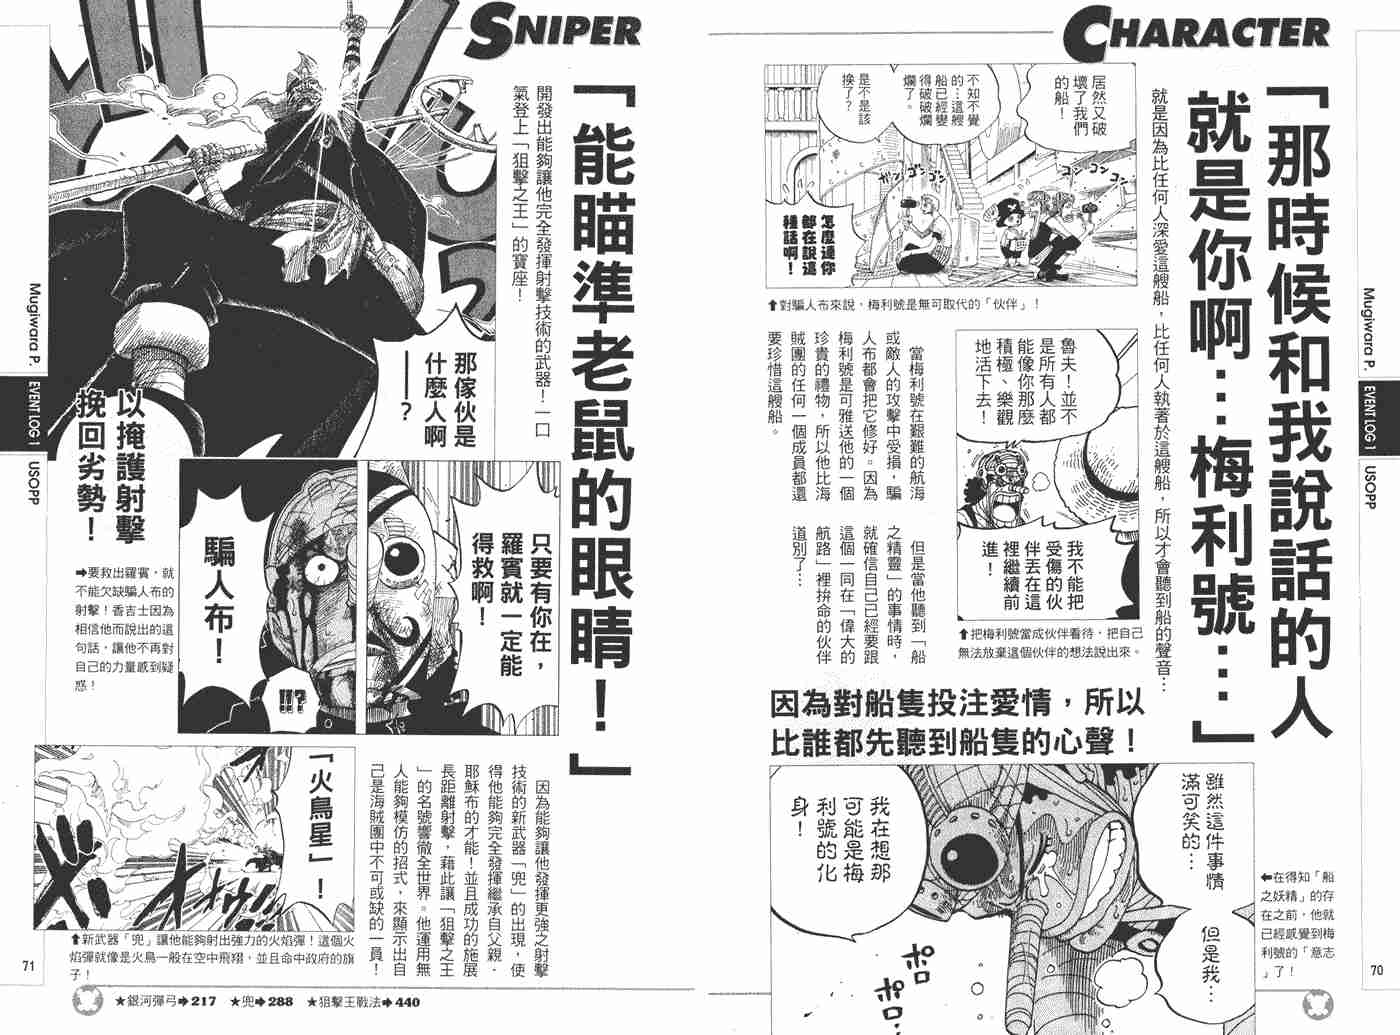 CHARACTER
「那時候和我說話的人
就是你啊…梅利號…」
就是因為比任何人深愛這艘船，比任何人執著於這艘船，所以才會聽到船的聲音…
居然又破
壞了我們
的船！
不知不覺
的…這艘
船已經變
得破破爛
爛了。
是不是該
換了？
コンコンコン
ガンゴンゴン
怎麼連你
都在說這
種話啊！
⬆對騙人布來說，梅利號是無可取代的「伙伴」！
魯夫！並不
是所有人都
能像你那麼
積極、樂觀
地活下去！
我不能把
受傷的伙
伴丟在這
裡繼續前
進！
⬆把梅利號當成伙伴看待，把自己
無法放棄這個伙伴的想法說出來。
當梅利號在艱難的航海
或敵人的攻擊中受損，騙
人布都會把它修好。因為
梅利號是可雅送他的一個
珍貴的禮物，所以他比海
賊團的任何一個成員都還
要珍惜這艘船。
但是當他聽到「船
之精靈」的事情時，
就確信自己已經要跟
這個一同在「偉大的
航路」裡拚命的伙伴
道別了…
因為對船隻投注愛情，所以
比誰都先聽到船隻的心聲！
雖然這件事情
滿可笑的…
但是我…
我在想那
可能是梅
利號的化
身！
ポロ
ポロ
⬅在得知「船
之妖精」的存
在之前，他就
已經感覺到梅
利號的「意志
」了！
Mugiwara P.
EVENT LOG 1
USOPP
70
SNIPER
「能瞄準老鼠的眼睛！」
開發出能夠讓他完全發揮射擊技術的武器！一口
氣登上「狙擊之王」的寶座！
那傢伙是
什麼人啊
——？
以掩護射擊
挽回劣勢！
➡要救出羅賓，就
不能欠缺騙人布的
射擊！香吉士因為
相信他而說出的這
句話，讓他不再對
自己的力量感到疑
惑！
只要有你在，
羅賓就一定能
得救啊！
騙人布！
!!?
「火鳥星」！
⬆新武器「兜」讓他能夠射出強力的火焰彈！這個火
焰彈就像是火鳥一般在空中飛翔，並且命中政府的旗
子！
因為能夠讓他發揮更強之射擊
技術的新武器「兜」的出現，使
得他能夠完全發揮繼承自父親．
耶穌布的才能！並且成功的施展
長距離射擊，藉此讓「狙擊之王
」的名號響徹全世界。他運用無
人能夠模仿的招式，來顯示出自
己是海賊團中不可或缺的一員！
★銀河彈弓➡217 ★兜➡288 ★狙擊王戰法➡440
Mugiwara P.
EVENT LOG 1
USOPP
71